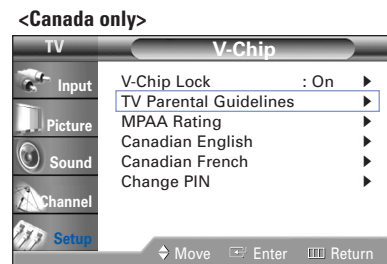 <Canada only>
TV V-Chip
Input
Picture
Sound
Channel
Setup
V-Chip Lock : On
TV Parental Guidelines
MPAA Rating
Canadian English
Canadian French
Change PIN
Move Enter Return